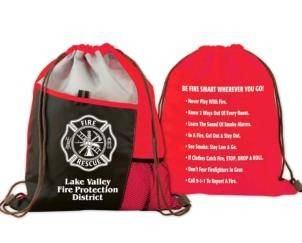 FIRE
RESCUE
Lake Valley
Fire Protection
District
BE FIRE SMART WHEREVER YOU GO!
• Never Play With Fire.
• Know 2 Ways Out Of Every Room.
• Learn The Sound Of Smoke Alarms.
• In A Fire, Get Out & Stay Out.
• See Smoke: Stay Low & Go.
• If Clothes Catch Fire, STOP, DROP & ROLL.
• Don't Fear Firefighters In Gear.
• Call 9-1-1 To Report A Fire.